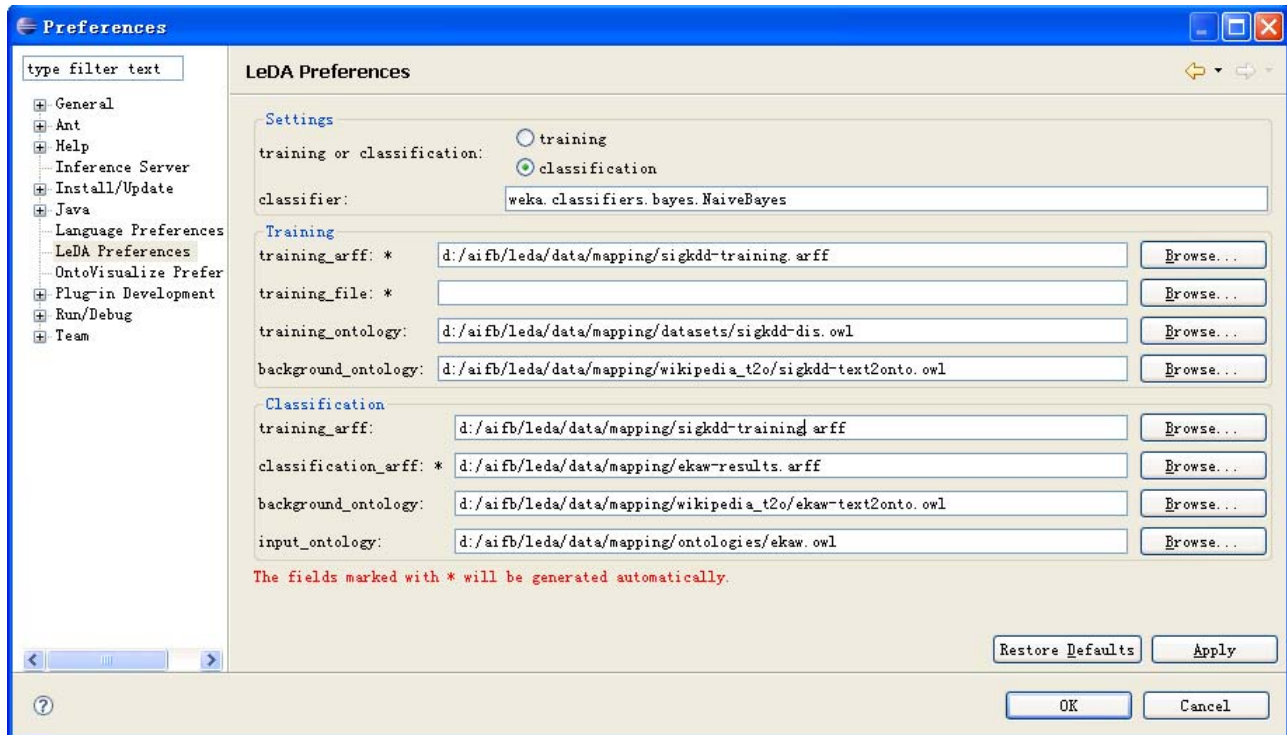 Preferences
type filter text
General
Ant
Help
Inference Server
Install/Update
Java
Language Preferences
LeDA Preferences
OntoVisualize Prefer
Plug-in Development
Run/Debug
Team
LeDA Preferences
Settings
training or classification:
training
classification
classifier: weka.classifiers.bayes.NaiveBayes
Training
training_arff: * d:/aifb/leda/data/mapping/sigkdd-training.arff Browse...
training_file: * Browse...
training_ontology: d:/aifb/leda/data/mapping/datasets/sigkdd-dis.owl Browse...
background_ontology: d:/aifb/leda/data/mapping/wikipedia_t2o/sigkdd-text2onto.owl Browse...
Classification
training_arff: d:/aifb/leda/data/mapping/sigkdd-training.arff Browse...
classification_arff: * d:/aifb/leda/data/mapping/ekaw-results.arff Browse...
background_ontology: d:/aifb/leda/data/mapping/wikipedia_t2o/ekaw-text2onto.owl Browse...
input_ontology: d:/aifb/leda/data/mapping/ontologies/ekaw.owl Browse...
The fields marked with * will be generated automatically.
Restore Defaults Apply
? OK Cancel